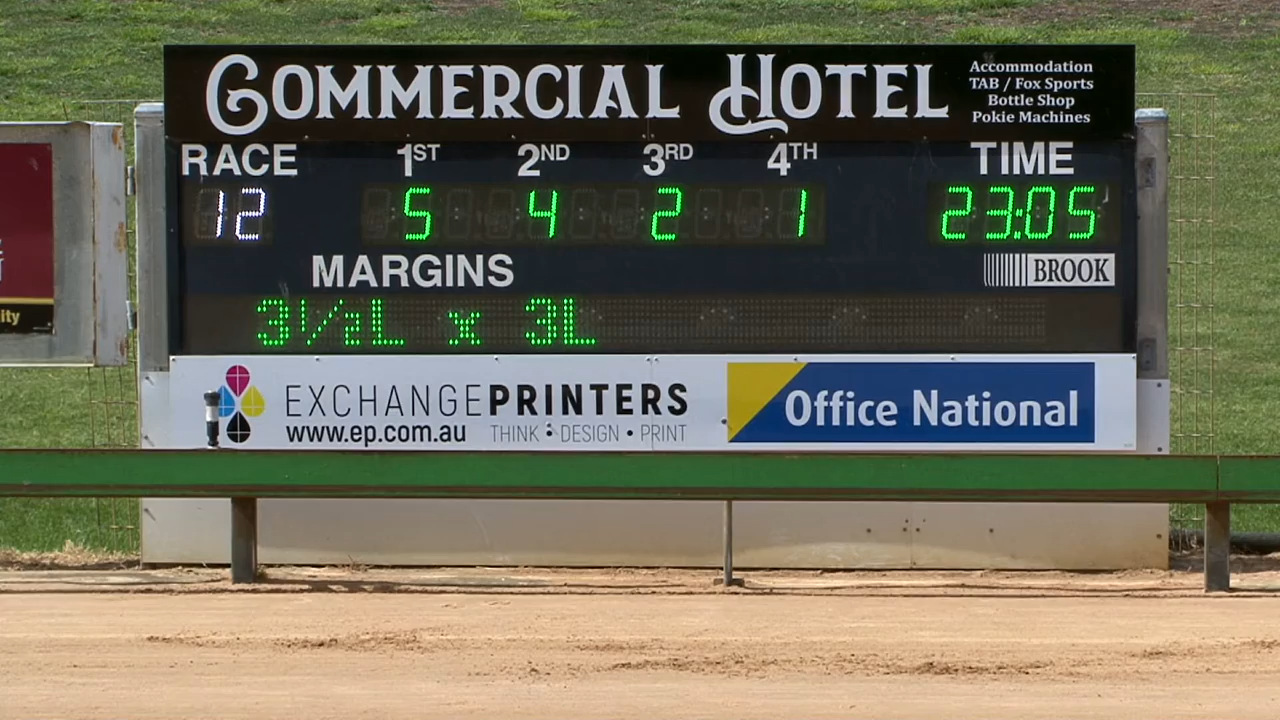 COMMERCIAL HOTEL
Accommodation
TAB / Fox Sports
Bottle Shop
Pokie Machines
RACE 1ST 2ND 3RD 4TH TIME
12 5 4 2 1 23:05
MARGINS
BROOK
3½L x 3L
EXCHANGEPRINTERS
www.ep.com.au THINK • DESIGN • PRINT
Office National
ity